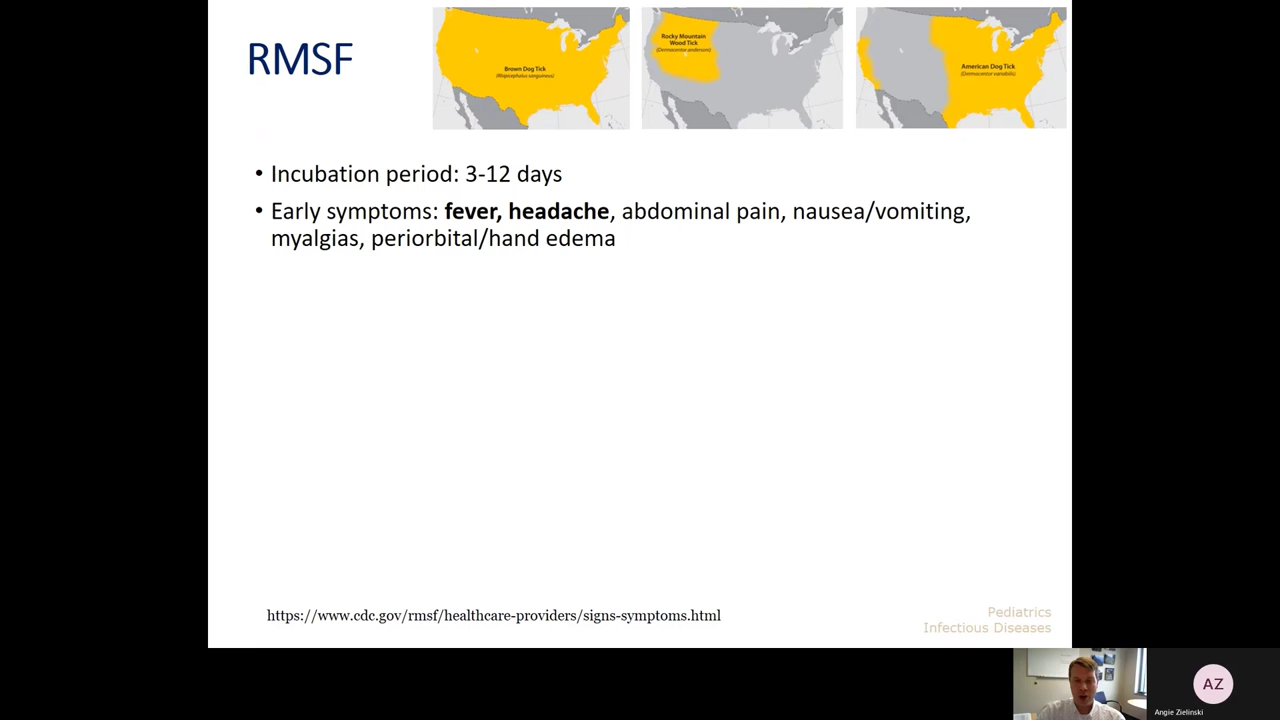 RMSF
Brown Dog Tick
(Rhipicephalus sanguineus)
Rocky Mountain
Wood Tick
(Dermacentor andersoni)
American Dog Tick
(Dermacentor variabilis)
• Incubation period: 3-12 days
• Early symptoms: fever, headache, abdominal pain, nausea/vomiting,
myalgias, periorbital/hand edema
https://www.cdc.gov/rmsf/healthcare-providers/signs-symptoms.html
Pediatrics
Infectious Diseases
AZ
Angie Zielinski